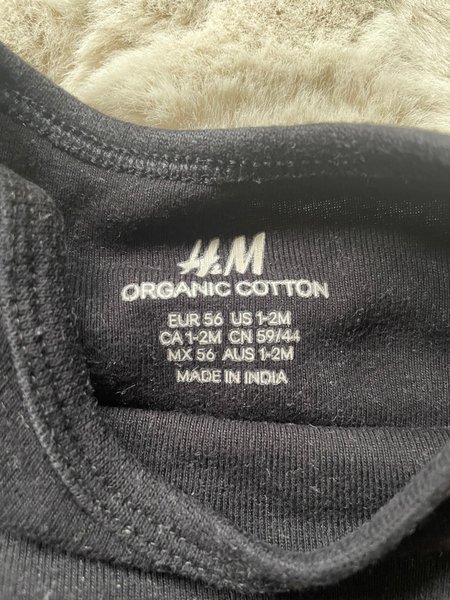 H&M
ORGANIC COTTON
EUR 56 US 1-2M
CA 1-2M CN 59/44
MX 56 AUS 1-2M
MADE IN INDIA